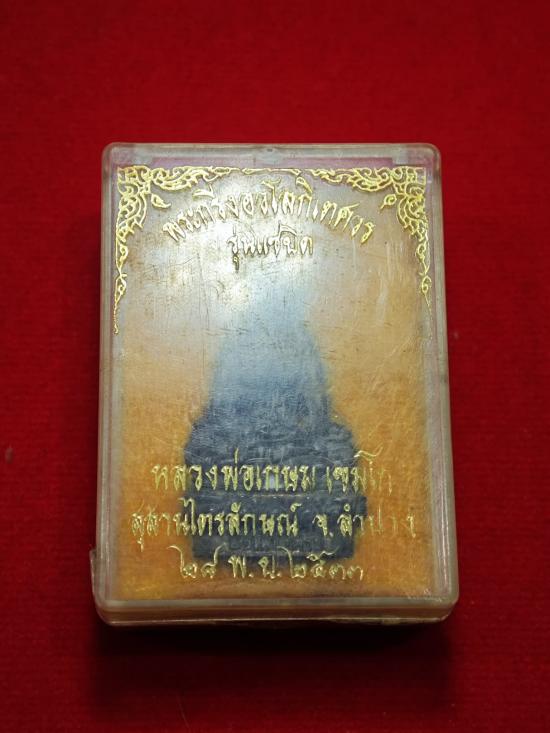 พระกริ่งอวโลกิเตศวร
รุ่นแซยิด
หลวงพ่อเกษม เขมโก
สุสานไตรลักษณ์ จ.ลำปาง
๒๘ พ.ย.๒๕๓๓